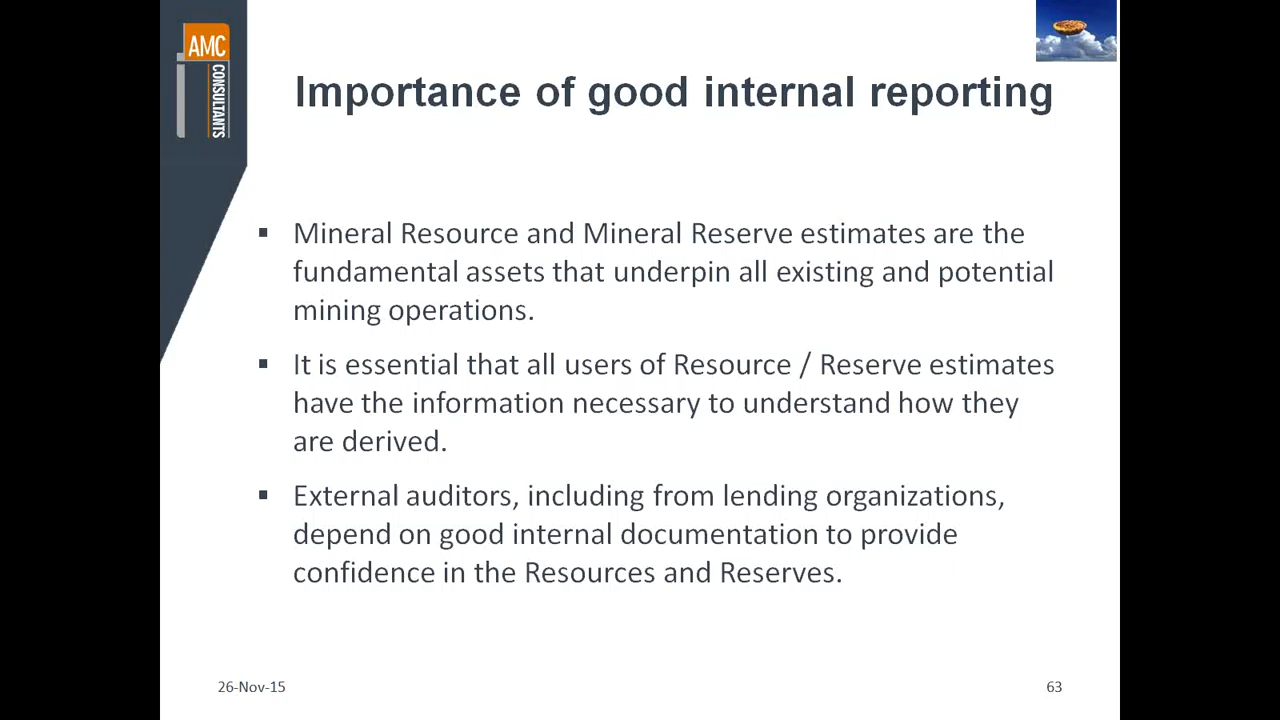 AMC
CONSULTANTS
Importance of good internal reporting
▪ Mineral Resource and Mineral Reserve estimates are the
fundamental assets that underpin all existing and potential
mining operations.
▪ It is essential that all users of Resource / Reserve estimates
have the information necessary to understand how they
are derived.
▪ External auditors, including from lending organizations,
depend on good internal documentation to provide
confidence in the Resources and Reserves.
26-Nov-15
63